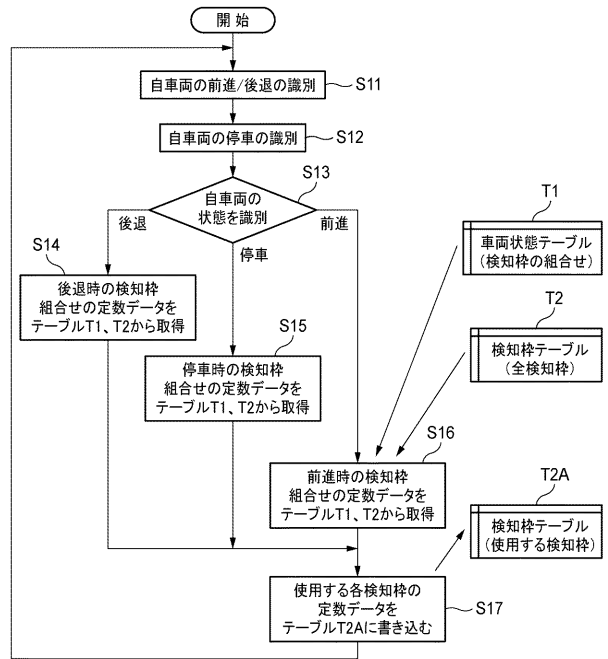 開 始
自車両の前進/後退の識別
S11
自車両の停車の識別
S12
S13
自車両の
状態を識別
後退
前進
停車
T1
車両状態テーブル
(検知枠の組合せ)
S14
後退時の検知枠
組合せの定数データを
テーブルT1、T2から取得
T2
検知枠テーブル
(全検知枠)
S15
停車時の検知枠
組合せの定数データを
テーブルT1、T2から取得
S16
前進時の検知枠
組合せの定数データを
テーブルT1、T2から取得
T2A
検知枠テーブル
(使用する検知枠)
使用する各検知枠の
定数データを
テーブルT2Aに書き込む
S17